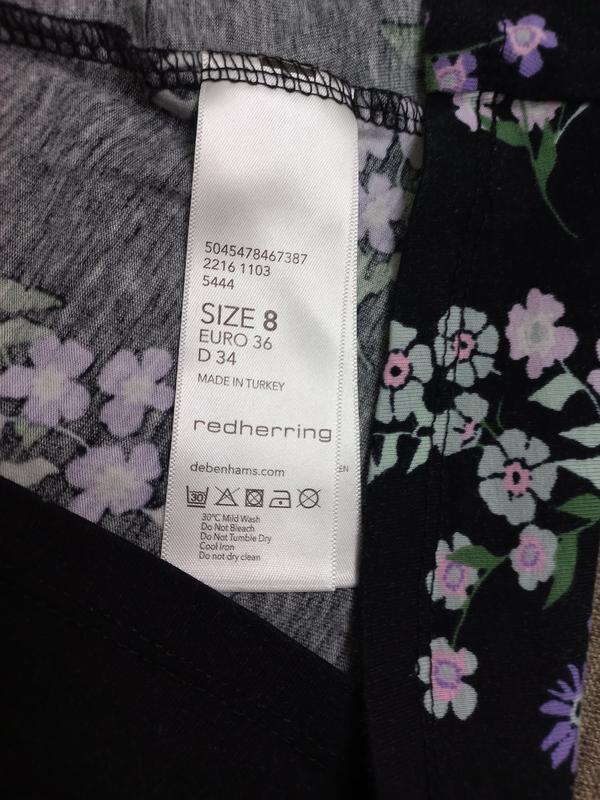 5045478467387
2216 1103
5444
SIZE 8
EURO 36
D 34
MADE IN TURKEY
redherring
debenhams.com
EN
30
30°C Mild Wash
Do Not Bleach
Do Not Tumble Dry
Cool Iron
Do not dry clean